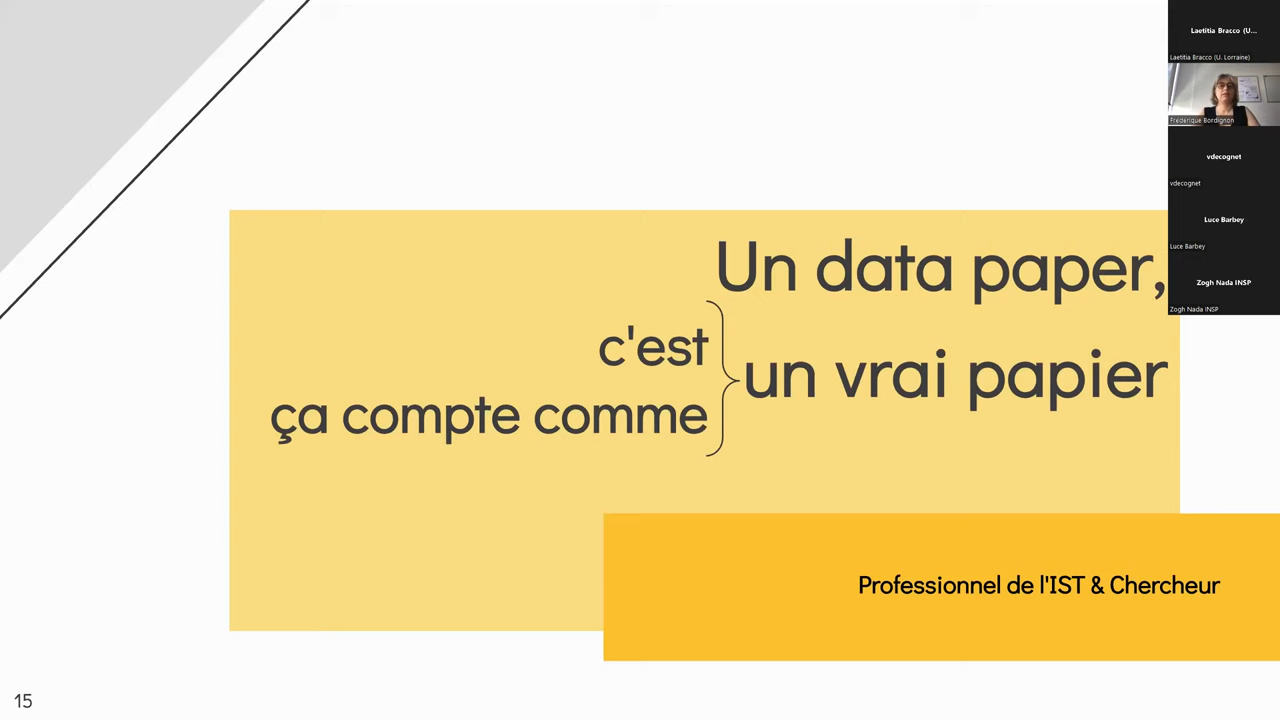 Un data paper,
c'est
ça compte comme
un vrai papier
Professionnel de l'IST & Chercheur
15
Laetitia Bracco (U...
Laetitia Bracco (U. Lorraine)
Frédérique Bordignon
vdecognet
vdecognet
Luce Barbey
Luce Barbey
Zogh Nada INSP
Zogh Nada INSP